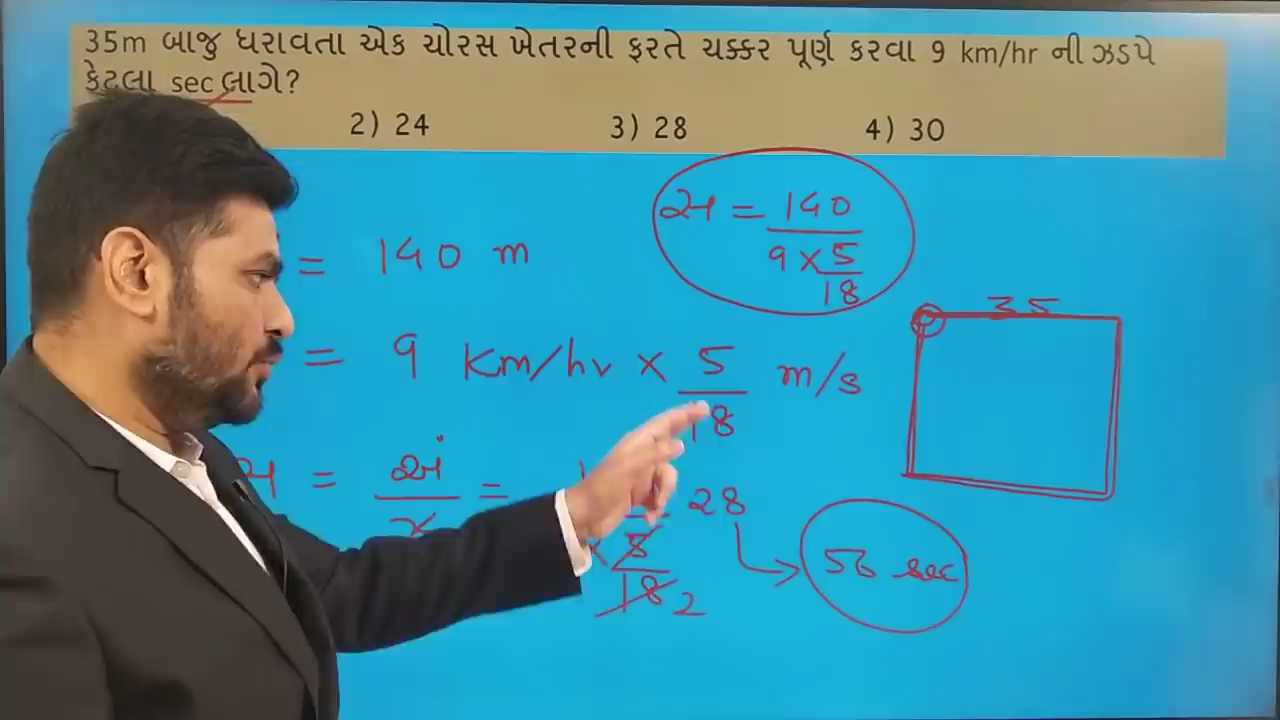 35m બાજુ ધરાવતા એક ચોરસ ખેતરની ફરતે ચક્કર પૂર્ણ કરવા 9 km/hr ની ઝડપે
કેટલા sec લાગે?
2) 24 3) 28 4) 30
= 140 m
સ = 140 / 9 × 5/18
35
= 9 Km/hr × 5/18 m/s
સ = અં / ઝ =
28
× 5/18 2
56 sec